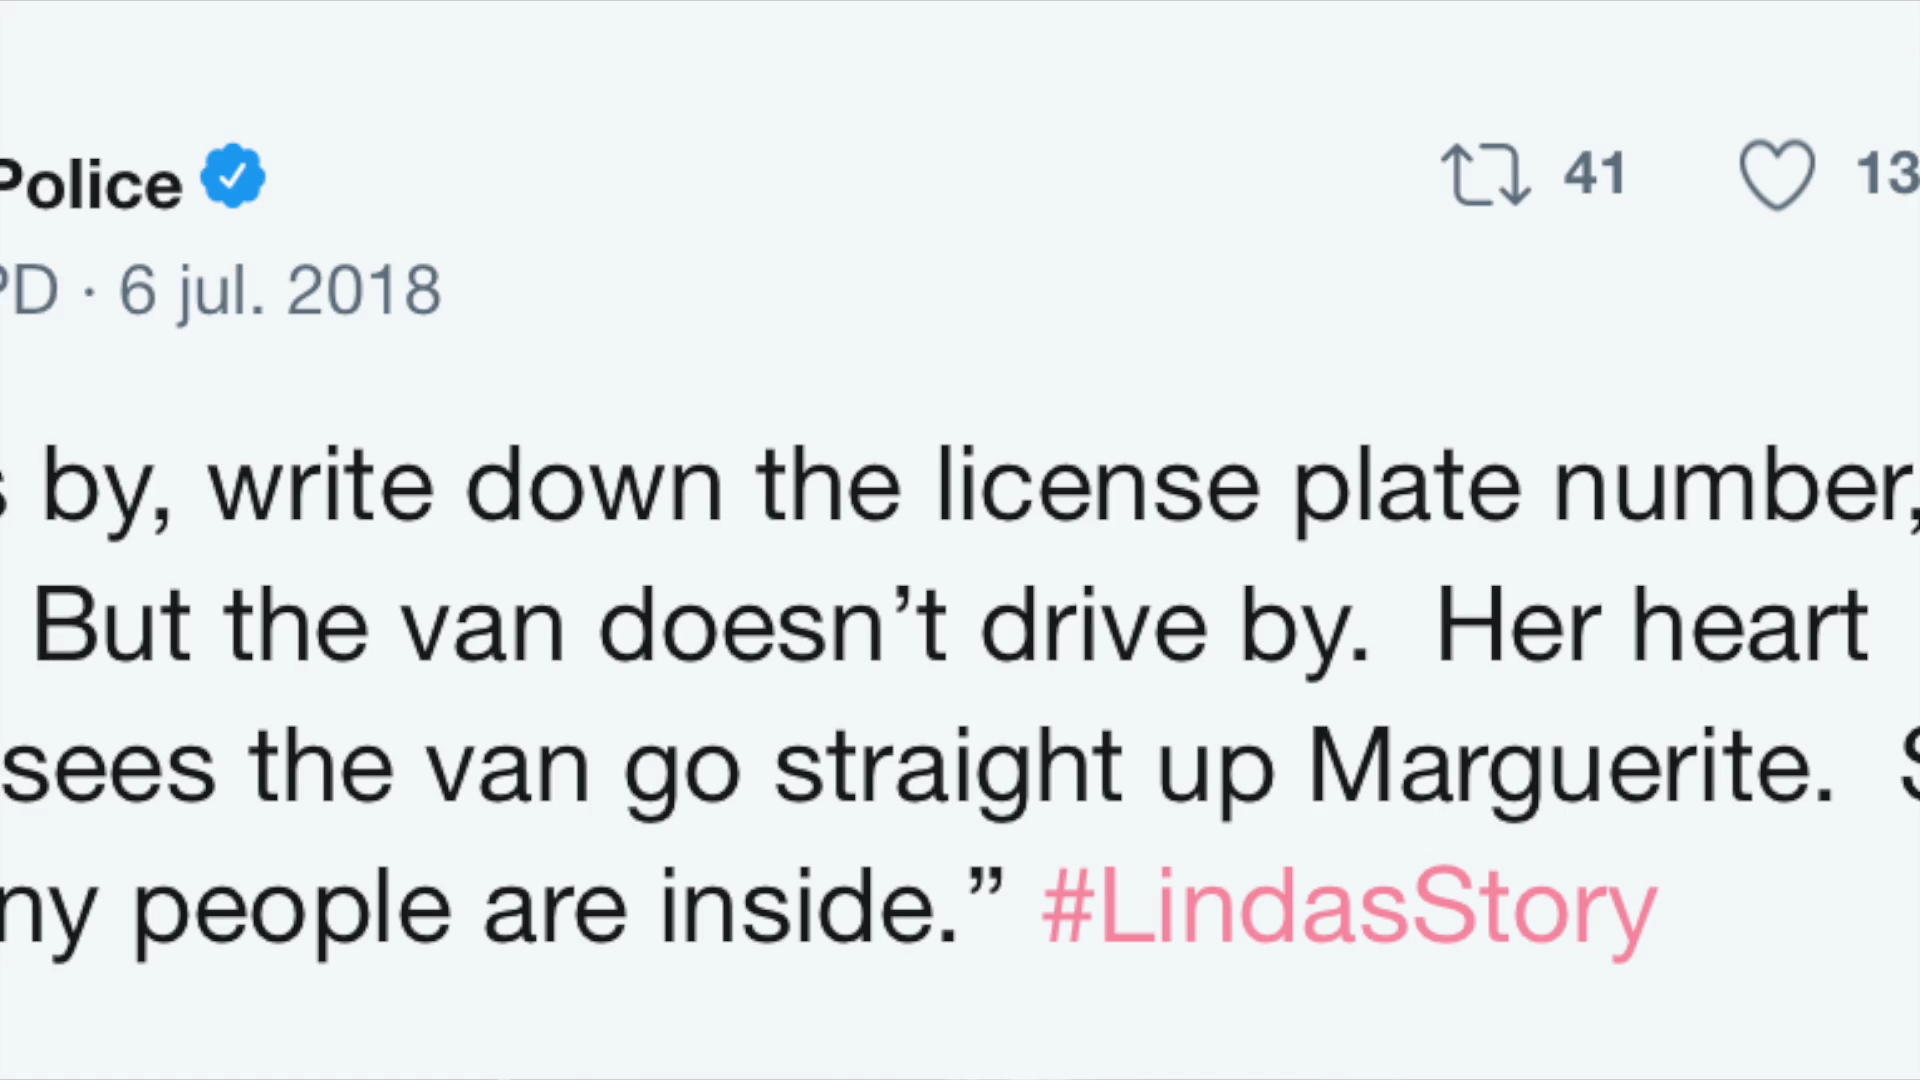 Police
41
13
PD · 6 jul. 2018
by, write down the license plate number,
But the van doesn’t drive by.  Her heart
sees the van go straight up Marguerite.
ny people are inside.” #LindasStory